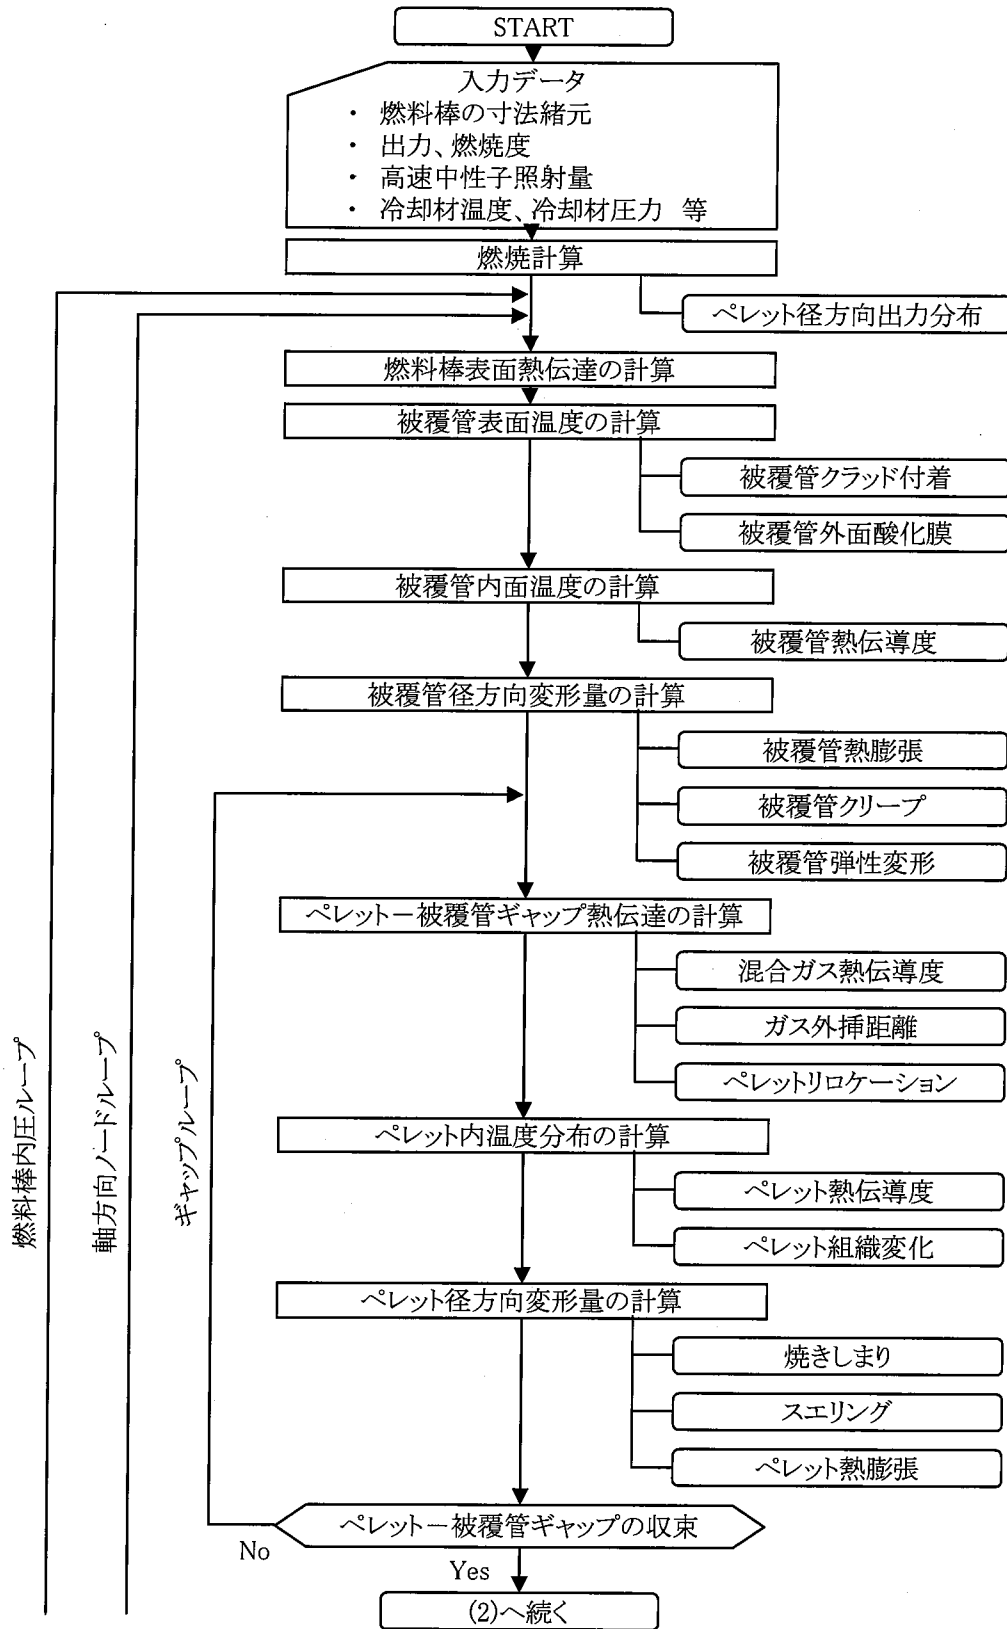 START
入力データ
・ 燃料棒の寸法緒元
・ 出力、燃焼度
・ 高速中性子照射量
・ 冷却材温度、冷却材圧力 等
燃焼計算
ペレット径方向出力分布
燃料棒表面熱伝達の計算
被覆管表面温度の計算
被覆管クラッド付着
被覆管外面酸化膜
被覆管内面温度の計算
被覆管熱伝導度
被覆管径方向変形量の計算
被覆管熱膨張
被覆管クリープ
被覆管弾性変形
ペレット－被覆管ギャップ熱伝達の計算
混合ガス熱伝導度
ガス外挿距離
ペレットリロケーション
ペレット内温度分布の計算
ペレット熱伝導度
ペレット組織変化
ペレット径方向変形量の計算
焼きしまり
スエリング
ペレット熱膨張
ペレット－被覆管ギャップの収束
No
Yes
(2)へ続く
燃料棒内圧ループ
軸方向ノードループ
ギャップループ